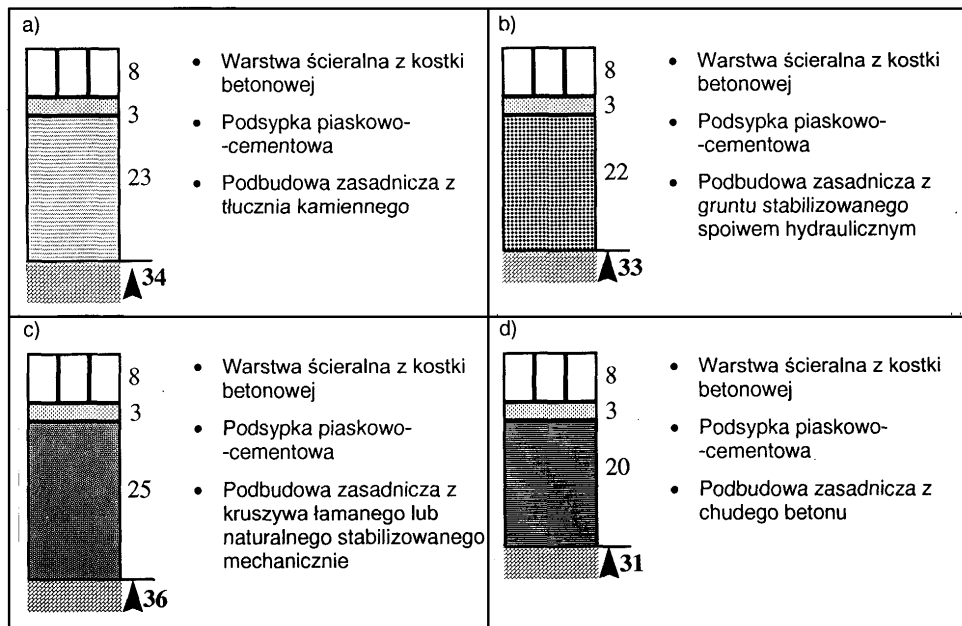 a)
8
3
23
34
• Warstwa ścieralna z kostki
betonowej
• Podsypka piaskowo-
-cementowa
• Podbudowa zasadnicza z
tłucznia kamiennego
b)
8
3
22
33
• Warstwa ścieralna z kostki
betonowej
• Podsypka piaskowo-
-cementowa
• Podbudowa zasadnicza z
gruntu stabilizowanego
spoiwem hydraulicznym
c)
8
3
25
36
• Warstwa ścieralna z kostki
betonowej
• Podsypka piaskowo-
-cementowa
• Podbudowa zasadnicza z
kruszywa łamanego lub
naturalnego stabilizowanego
mechanicznie
d)
8
3
20
31
• Warstwa ścieralna z kostki
betonowej
• Podsypka piaskowo-
-cementowa
• Podbudowa zasadnicza z
chudego betonu